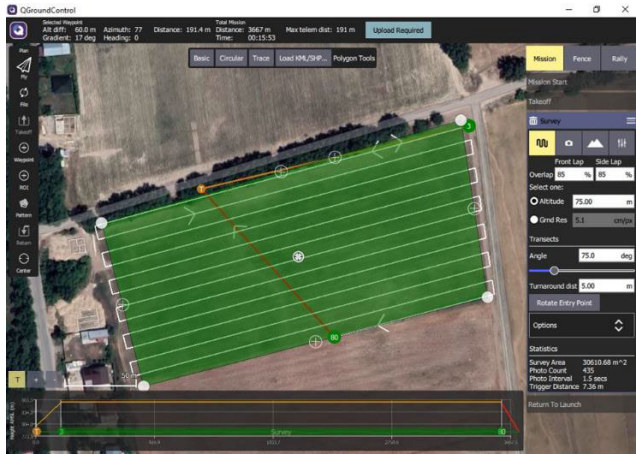 QGroundControl
Selected Waypoint
Alt diff: 60.0 m Azimuth: 77 Distance: 191.4 m
Gradient: 17 deg Heading: 0
Total Mission
Distance: 3667 m Max telem dist: 191 m
Time: 00:15:53
Upload Required
Plan
Fly
File
Takeoff
Waypoint
ROI
Pattern
Return
Center
Basic Circular Trace Load KML/SHP... Polygon Tools
T
3
80
T + -
50 m
T 3 Survey 80
Mission Fence Rally
Mission Start
Takeoff
Survey
Front Lap Side Lap
Overlap 85 % 85 %
Select one:
Altitude 75.00 m
Grnd Res 5.1 cm/px
Transects
Angle 75.0 deg
Turnaround dist 5.00 m
Rotate Entry Point
Options
Statistics
Survey Area 30610.68 m^2
Photo Count 435
Photo Interval 1.5 secs
Trigger Distance 7.36 m
Return To Launch